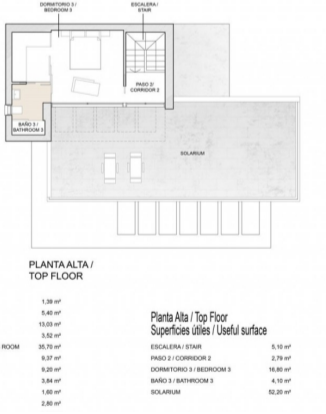 DORMITORIO 3 /
BEDROOM 3
ESCALERA /
STAIR
PASO 2/
CORRIDOR 2
BAÑO 3 /
BATHROOM 3
SOLARIUM
PLANTA ALTA /
TOP FLOOR
1,39 m²
5,40 m²
13,03 m²
3,52 m²
ROOM 35,70 m²
9,37 m²
9,20 m²
3,84 m²
1,60 m²
2,80 m²
Planta Alta / Top Floor
Superficies útiles / Useful surface
ESCALERA / STAIR 5,10 m²
PASO 2 / CORRIDOR 2 2,79 m²
DORMITORIO 3 / BEDROOM 3 16,80 m²
BAÑO 3 / BATHROOM 3 4,10 m²
SOLARIUM 52,20 m²